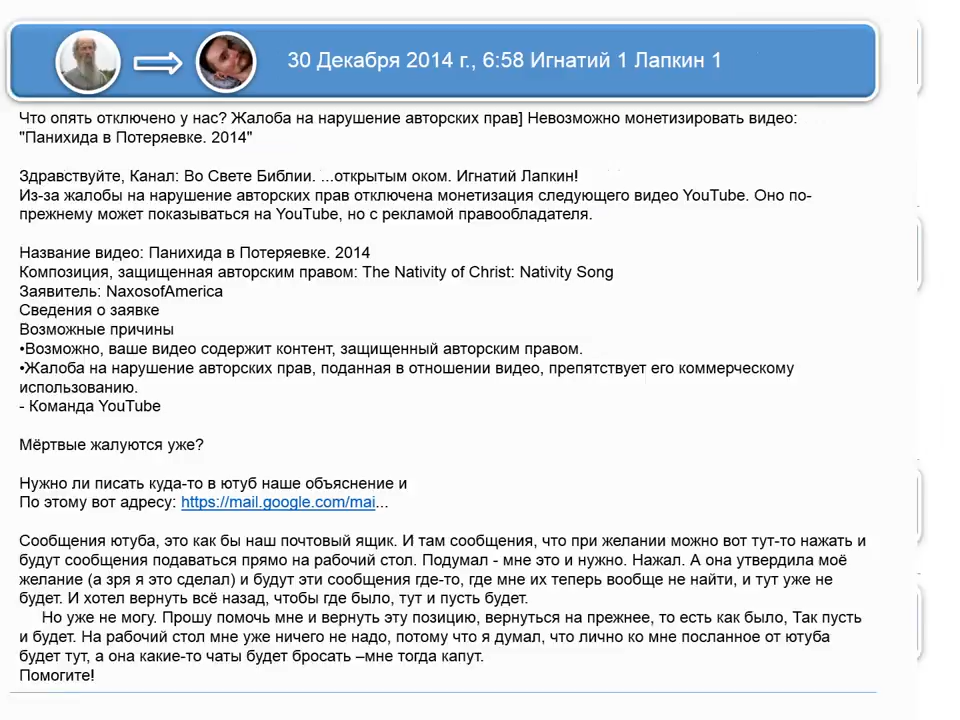 30 Декабря 2014 г., 6:58 Игнатий 1 Лапкин 1
Что опять отключено у нас? Жалоба на нарушение авторских прав] Невозможно монетизировать видео:
"Панихида в Потеряевке. 2014"
Здравствуйте, Канал: Во Свете Библии. ...открытым оком. Игнатий Лапкин!
Из-за жалобы на нарушение авторских прав отключена монетизация следующего видео YouTube. Оно по-
прежнему может показываться на YouTube, но с рекламой правообладателя.
Название видео: Панихида в Потеряевке. 2014
Композиция, защищенная авторским правом: The Nativity of Christ: Nativity Song
Заявитель: NaxosofAmerica
Сведения о заявке
Возможные причины
•Возможно, ваше видео содержит контент, защищенный авторским правом.
•Жалоба на нарушение авторских прав, поданная в отношении видео, препятствует его коммерческому
использованию.
- Команда YouTube
Мёртвые жалуются уже?
Нужно ли писать куда-то в ютуб наше объяснение и
По этому вот адресу: https://mail.google.com/mai...
Сообщения ютуба, это как бы наш почтовый ящик. И там сообщения, что при желании можно вот тут-то нажать и
будут сообщения подаваться прямо на рабочий стол. Подумал - мне это и нужно. Нажал. А она утвердила моё
желание (а зря я это сделал) и будут эти сообщения где-то, где мне их теперь вообще не найти, и тут уже не
будет. И хотел вернуть всё назад, чтобы где было, тут и пусть будет.
Но уже не могу. Прошу помочь мне и вернуть эту позицию, вернуться на прежнее, то есть как было, Так пусть
и будет. На рабочий стол мне уже ничего не надо, потому что я думал, что лично ко мне посланное от ютуба
будет тут, а она какие-то чаты будет бросать –мне тогда капут.
Помогите!